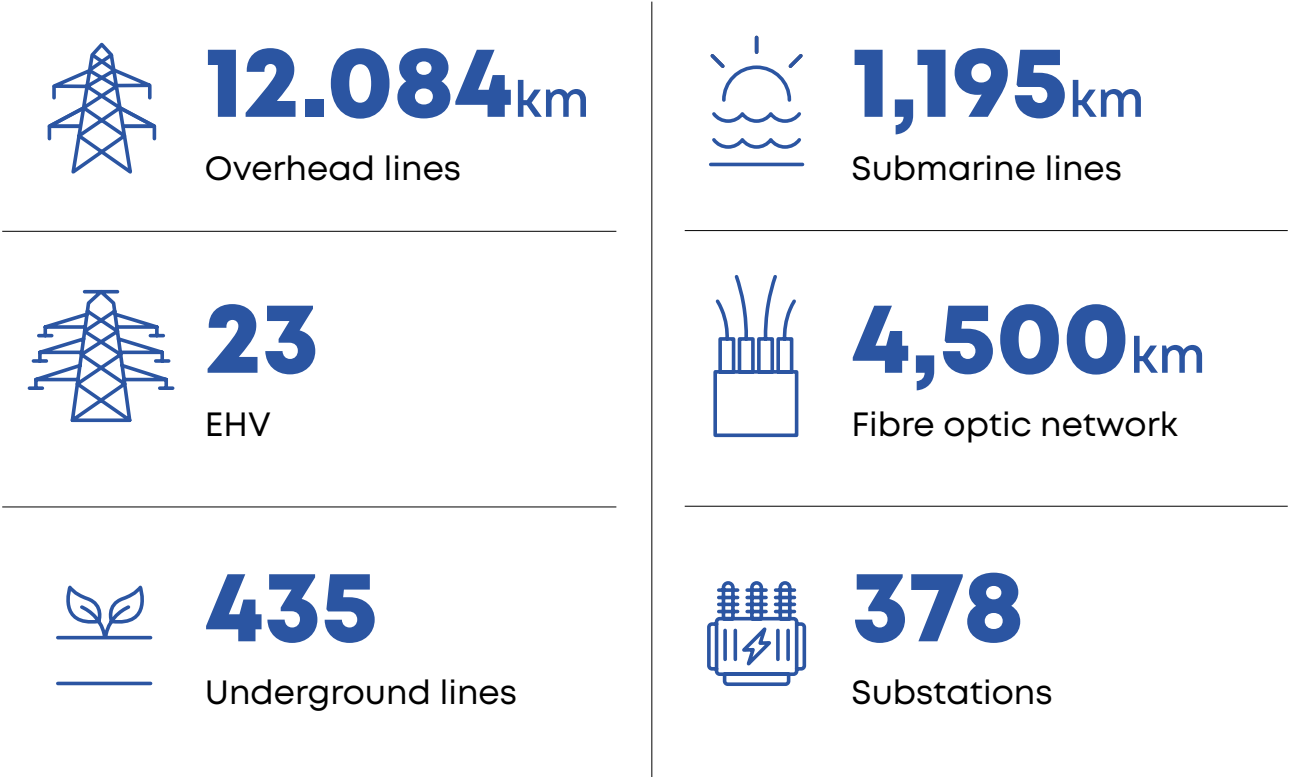 12.084km
Overhead lines
23
EHV
435
Underground lines
1,195km
Submarine lines
4,500km
Fibre optic network
378
Substations